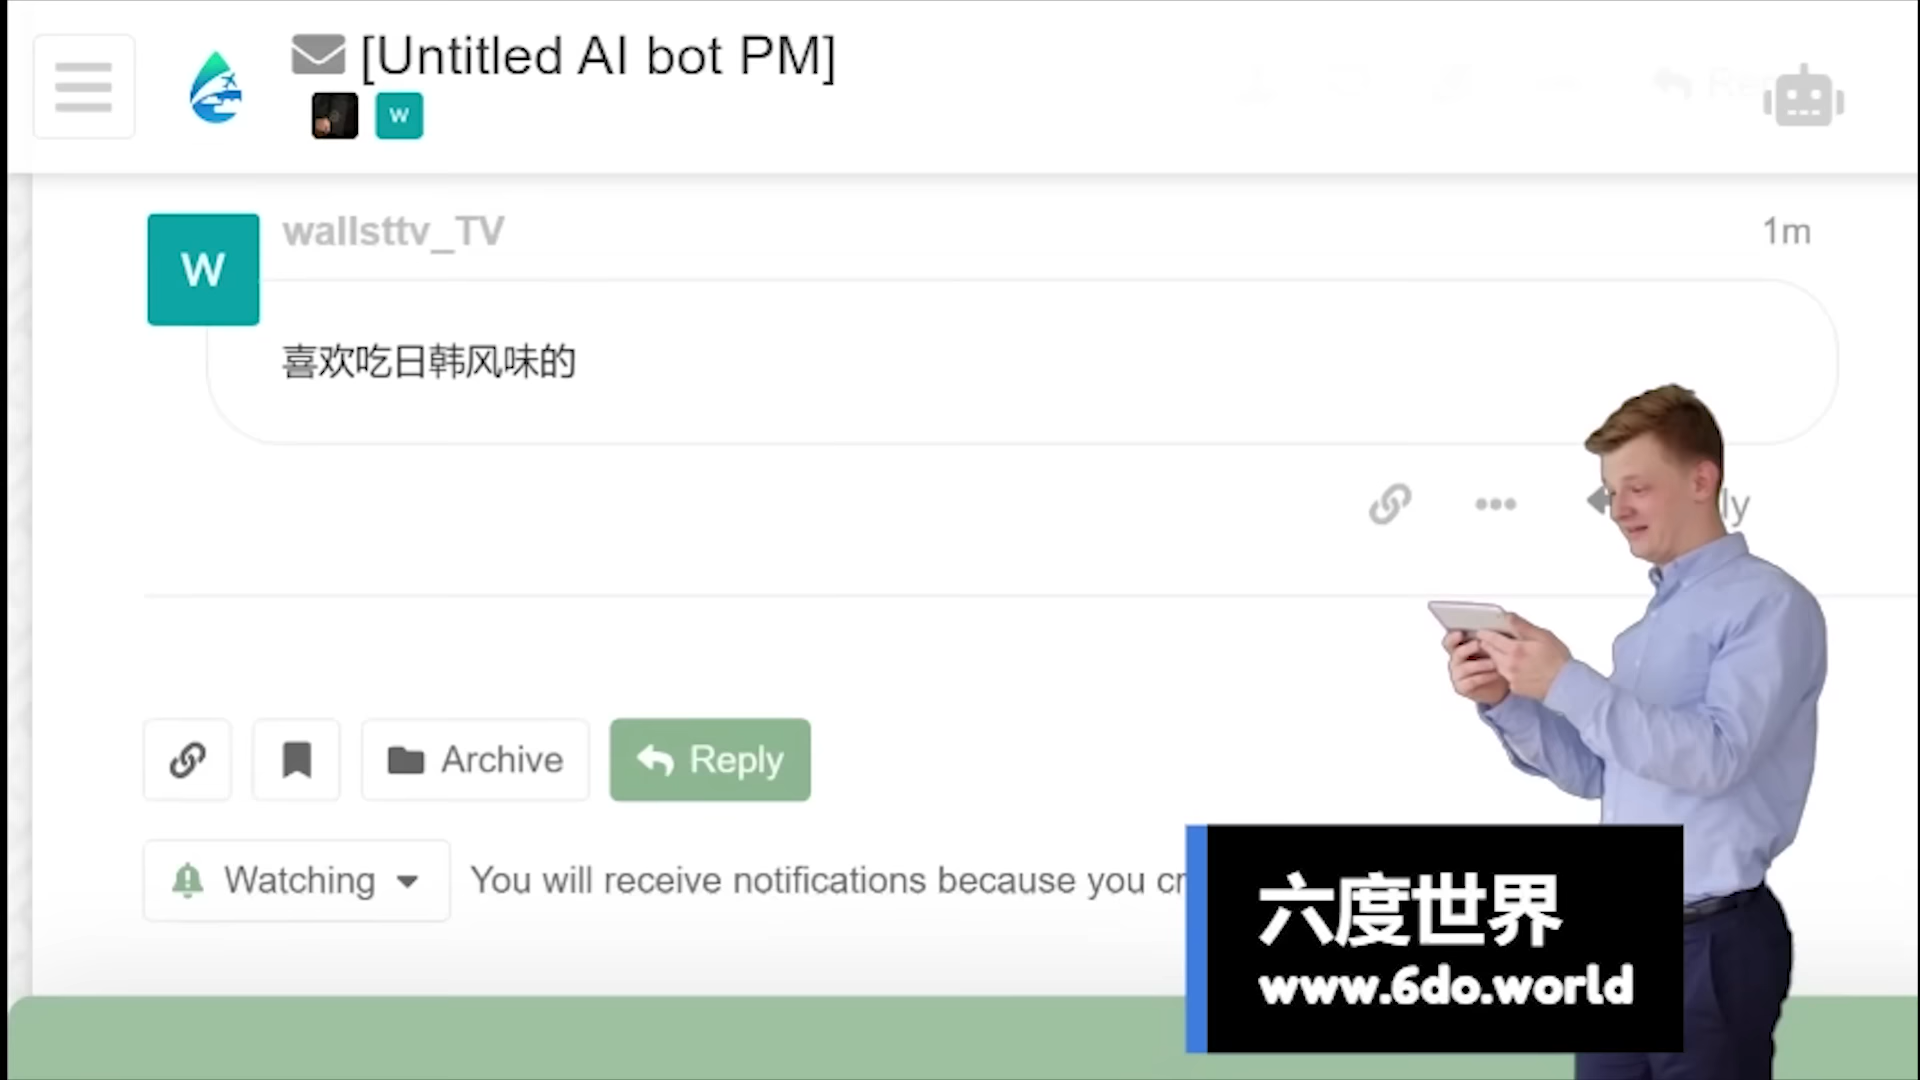 [Untitled AI bot PM]
W
W
wallsttv_TV
1m
喜欢吃日韩风味的
ly
Archive
Reply
Watching
You will receive notifications because you cr
六度世界
www.6do.world